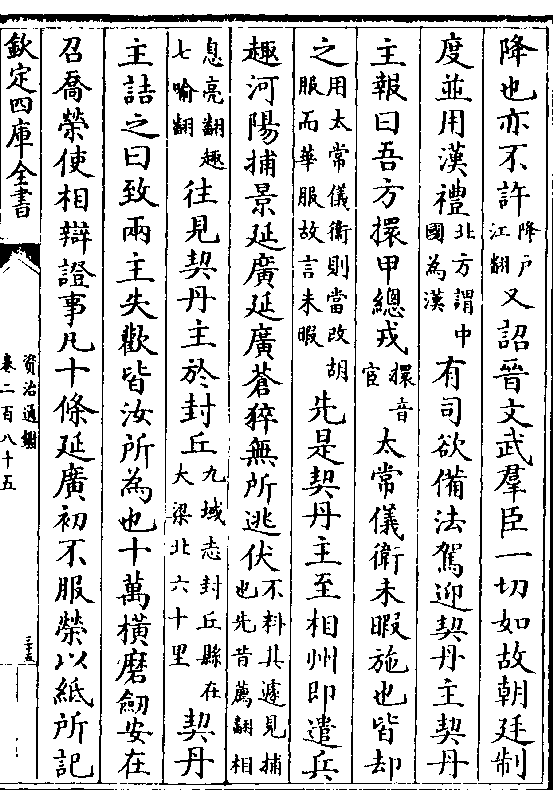 降也亦不許降户江翻又詔晉文武羣臣一切如故朝廷制
度並用漢禮北方謂中國為漢有司欲備法駕迎契丹主契丹
主報曰吾方擐甲總戎擐音宦太常儀衛未暇施也皆却
之用太常儀衛則當改胡服而華服故言未暇先是契丹主至相州即遣兵
趣河陽捕景延廣延廣蒼猝無所逃伏不料其遽見捕也先昔薦翻相
息亮翻趣七喻翻往見契丹主於封丘九域志封丘縣在大梁北六十里契丹
主詰之曰致兩主失歡皆汝所為也十萬橫磨劒安在
召喬榮使相辯證事凡十條延廣初不服榮以紙所記
欽定四庫全書
資治通鑑
卷二百八十五
三十五